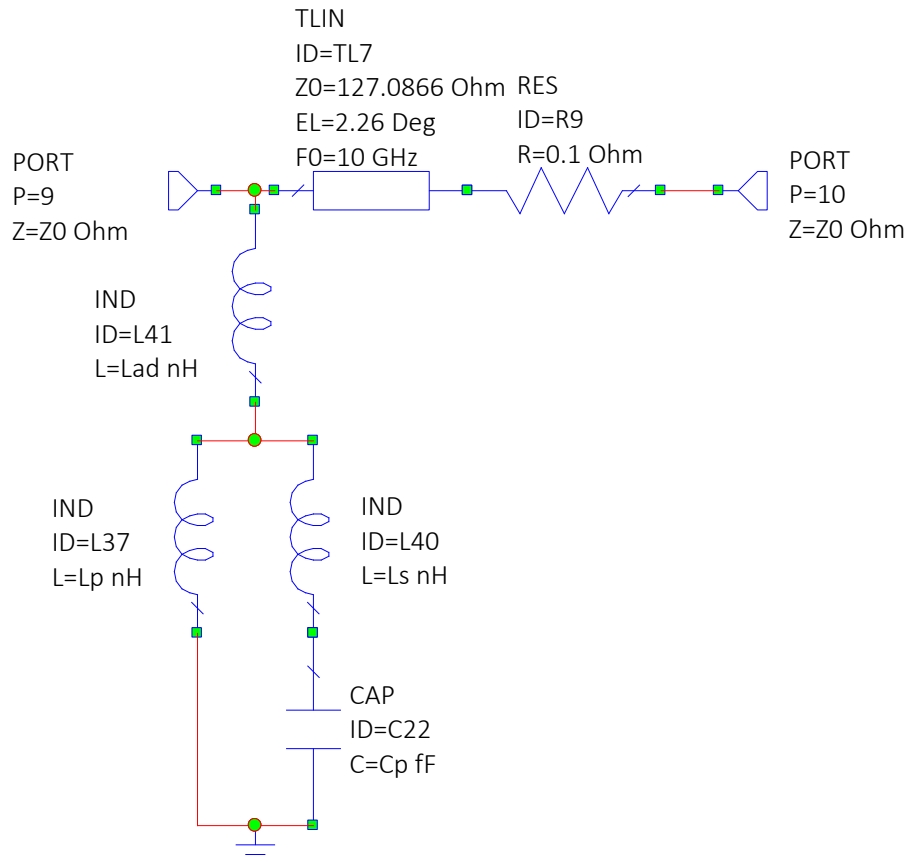 TLIN
ID=TL7
Z0=127.0866 Ohm
EL=2.26 Deg
F0=10 GHz
RES
ID=R9
R=0.1 Ohm
PORT
P=9
Z=Z0 Ohm
PORT
P=10
Z=Z0 Ohm
IND
ID=L41
L=Lad nH
IND
ID=L37
L=Lp nH
IND
ID=L40
L=Ls nH
CAP
ID=C22
C=Cp fF